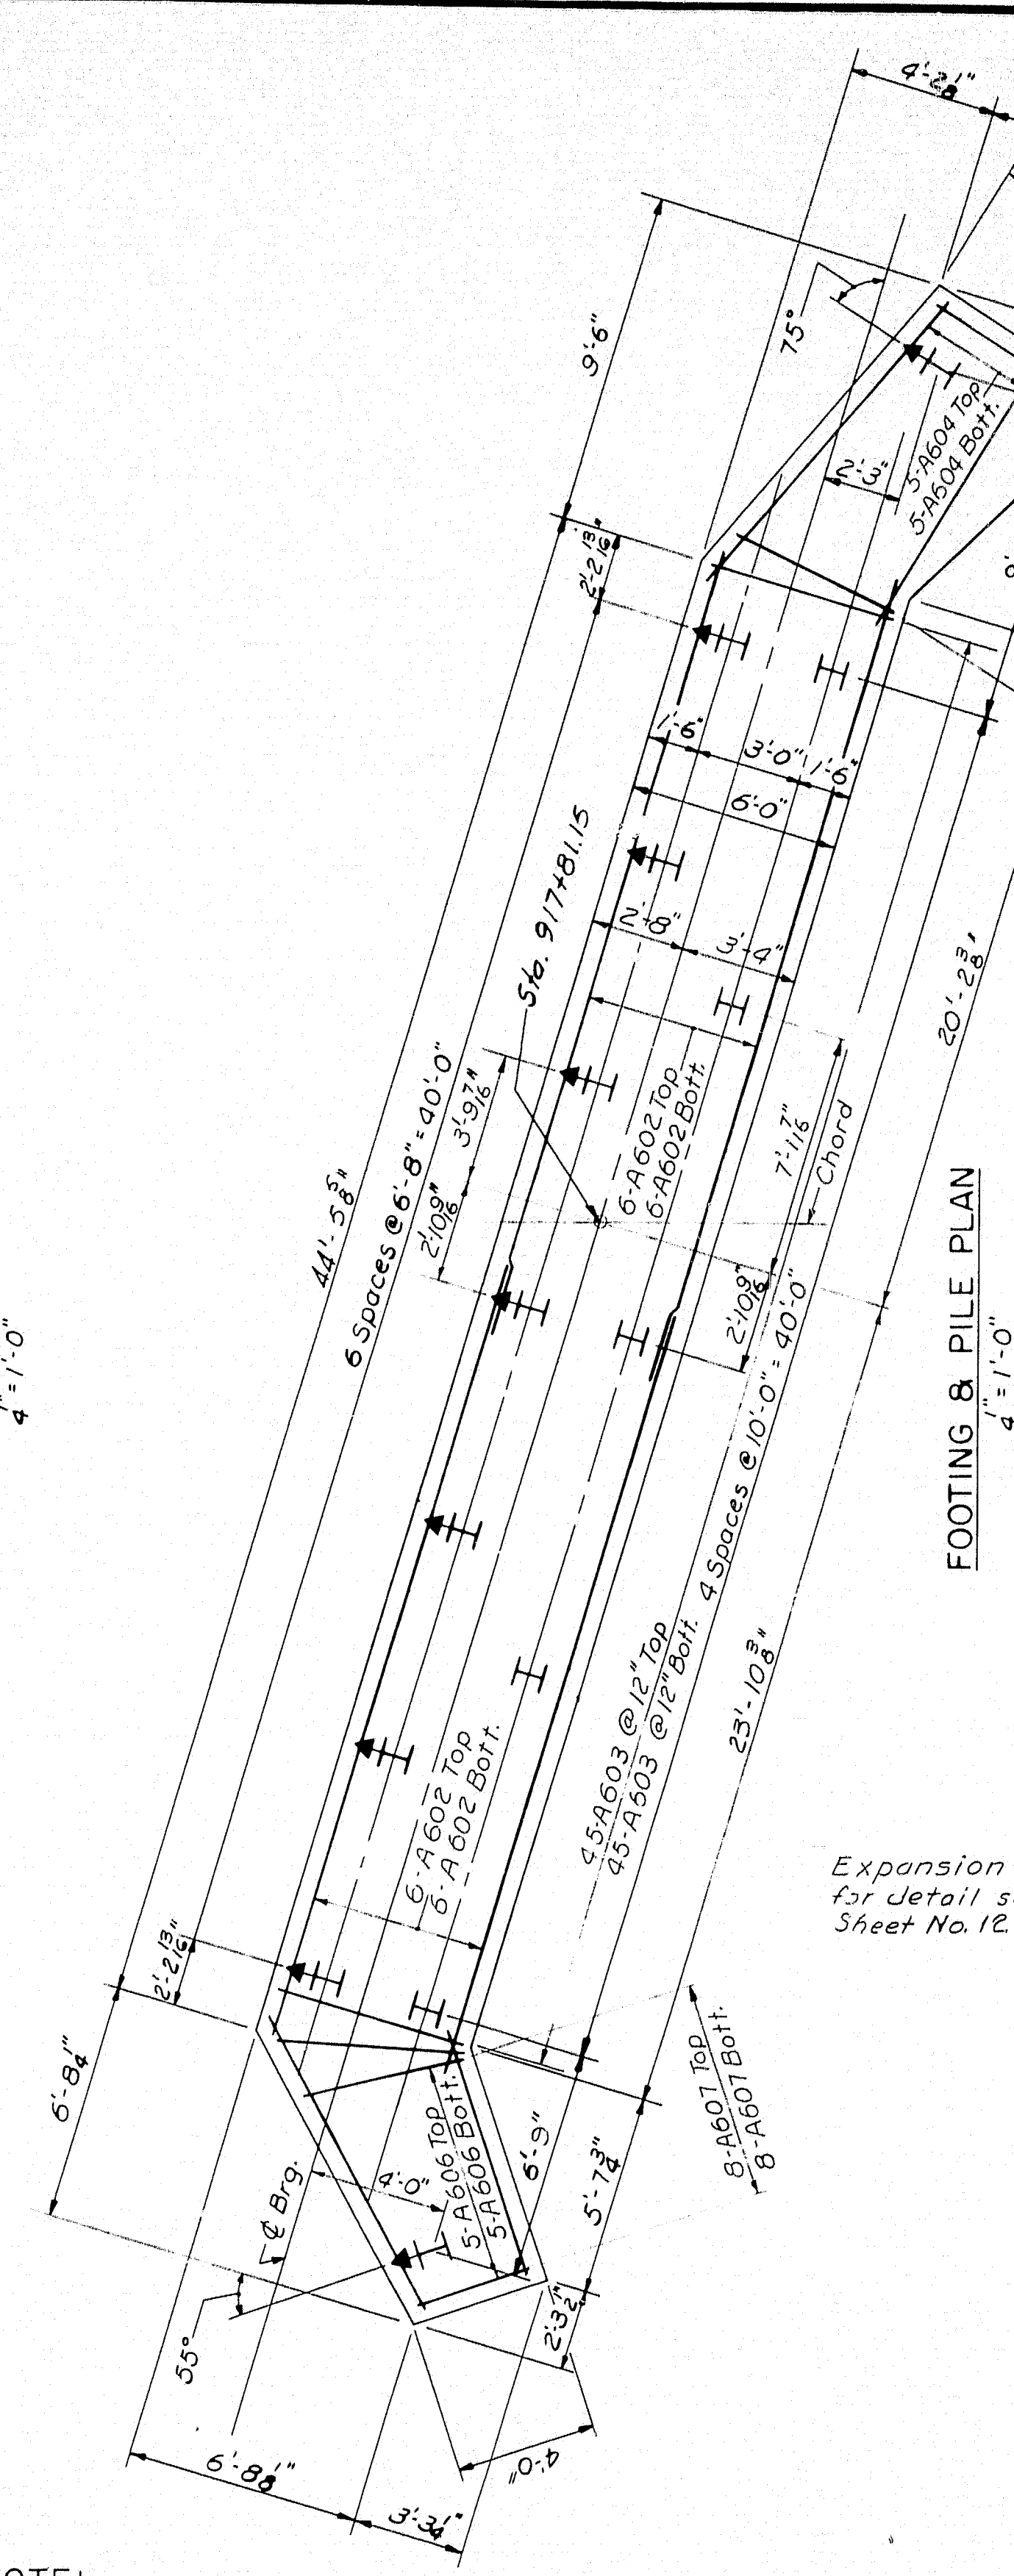 4'-2 1/8"
9'-6"
75°
2'-3"
5-A604 Top
5-A604 Bott.
2'-2 13/16"
1'-6"
3'-0"
1'-6"
6'-0"
Sta. 917+81.15
2'-8"
3'-4"
20'-2 3/8"
6-A602 Top
6-A602 Bott.
3'-9 7/16"
2'-10 9/16"
7'-1 7/16"
Chord
44'-5 5/8"
6 Spaces @ 6'-8" = 40'-0"
2'-10 9/16"
4 Spaces @ 10'-0" = 40'-0"
FOOTING & PILE PLAN
1/4" = 1'-0"
1/4" = 1'-0"
45-A603 @ 12" Top
45-A503 @ 12" Bott.
23'-10 3/8"
6-A602 Top
6-A602 Bott.
Expansion
for detail
Sheet No. 12.
2'-2 13/16"
6'-8 1/4"
8-A607 Top
8-A607 Bott.
5-A606 Top
5-A606 Bott.
6'-9"
5'-7 3/4"
4'-0"
℄ Brg.
55°
2'-3 1/2"
4'-0"
6'-8 1/8"
3'-3 1/4"